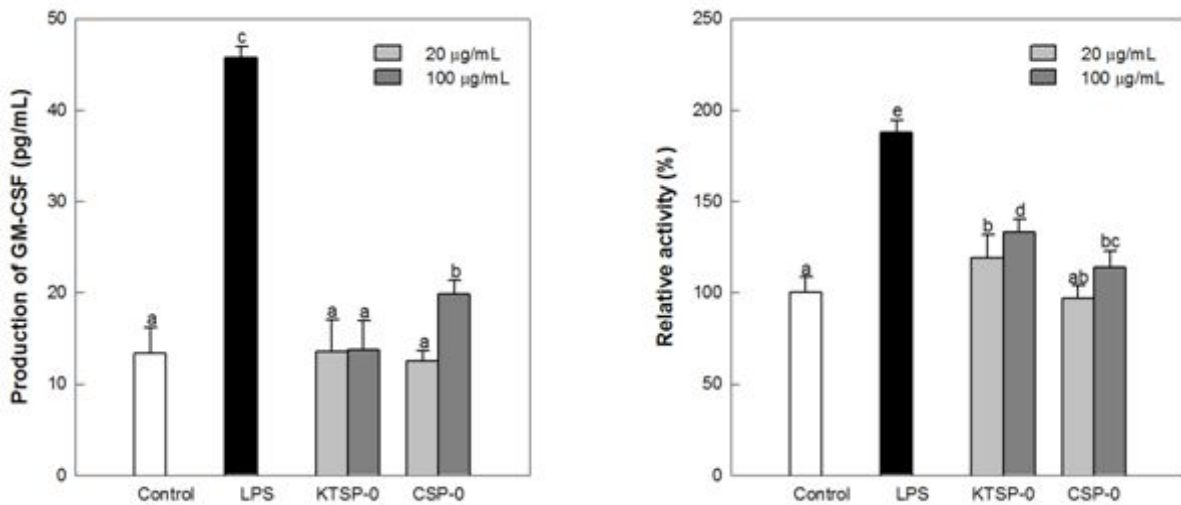 Production of GM-CSF (pg/mL)
50
40
30
20
10
0
20 μg/mL
100 μg/mL
a
c
a
a
a
b
Control
LPS
KTSP-0
CSP-0
Relative activity (%)
250
200
150
100
50
0
20 μg/mL
100 μg/mL
a
e
b
d
ab
bc
Control
LPS
KTSP-0
CSP-0